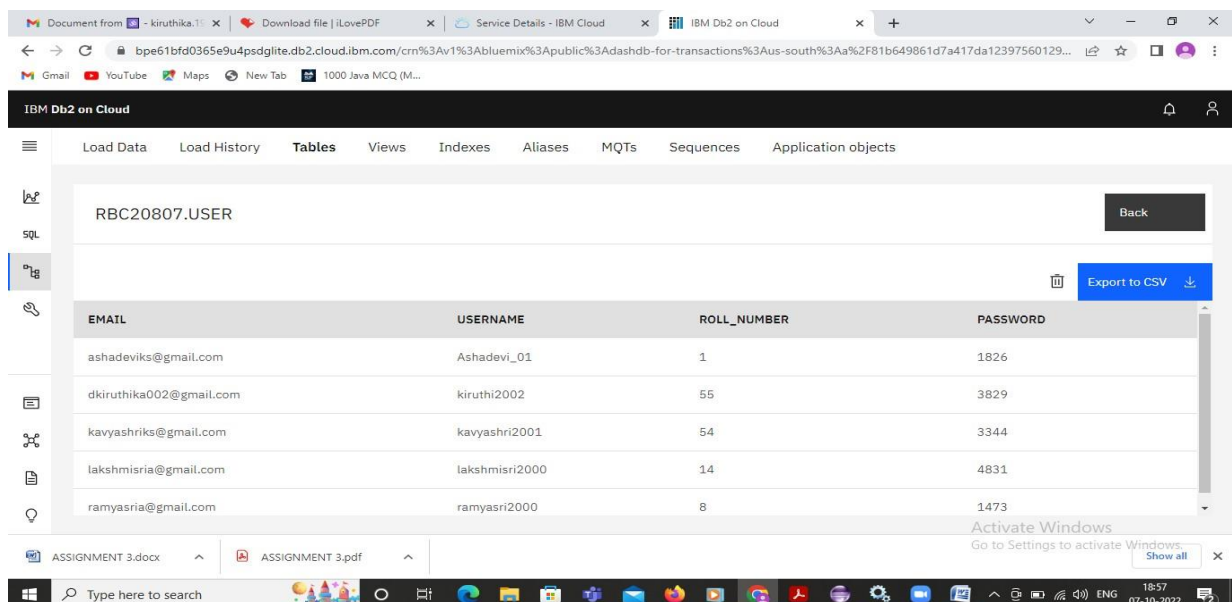 Document from - kiruthika.19 Download file | iLovePDF Service Details - IBM Cloud IBM Db2 on Cloud
bpe61bfd0365e9u4psdglite.db2.cloud.ibm.com/crn%3Av1%3Abluemix%3Apublic%3Adashdb-for-transactions%3Aus-south%3Aa%2F81b649861d7a417da12397560129...
Gmail YouTube Maps New Tab 1000 Java MCQ (M...
IBM Db2 on Cloud
Load Data Load History Tables Views Indexes Aliases MQTs Sequences Application objects
RBC20807.USER Back
SQL
Export to CSV
EMAIL USERNAME ROLL_NUMBER PASSWORD
ashadeviks@gmail.com Ashadevi_01 1 1826
dkiruthika002@gmail.com kiruthi2002 55 3829
kavyashriks@gmail.com kavyashri2001 54 3344
lakshmisria@gmail.com lakshmisri2000 14 4831
ramyasria@gmail.com ramyasri2000 8 1473
Activate Windows
Go to Settings to activate Windows.
ASSIGNMENT 3.docx ASSIGNMENT 3.pdf Show all
Type here to search ENG 18:57
07-10-2022